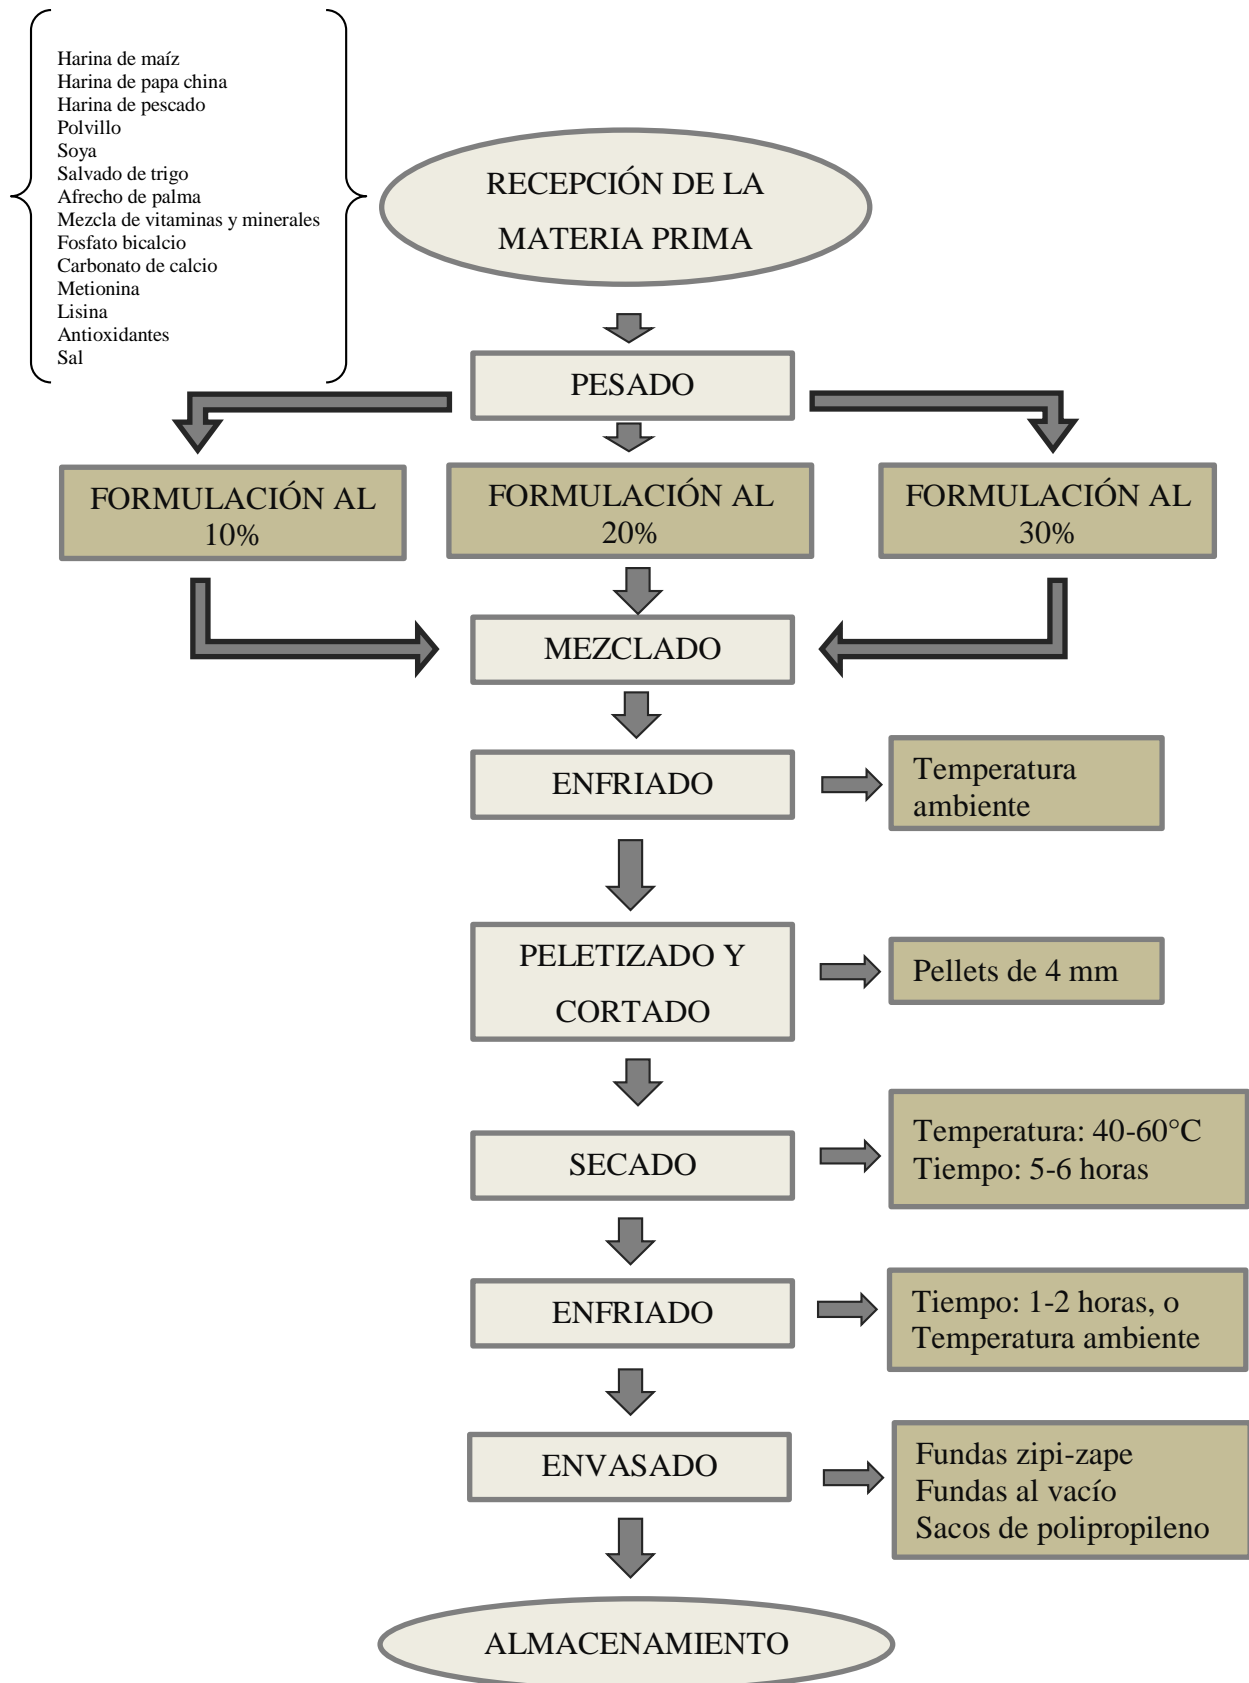 Harina de maíz
Harina de papa china
Harina de pescado
Polvillo
Soya
Salvado de trigo
Afrecho de palma
Mezcla de vitaminas y minerales
Fosfato bicalcio
Carbonato de calcio
Metionina
Lisina
Antioxidantes
Sal
RECEPCIÓN DE LA
MATERIA PRIMA
PESADO
FORMULACIÓN AL
10%
FORMULACIÓN AL
20%
FORMULACIÓN AL
30%
MEZCLADO
ENFRIADO
Temperatura
ambiente
PELETIZADO Y
CORTADO
Pellets de 4 mm
SECADO
Temperatura: 40-60°C
Tiempo: 5-6 horas
ENFRIADO
Tiempo: 1-2 horas, o
Temperatura ambiente
ENVASADO
Fundas zipi-zape
Fundas al vacío
Sacos de polipropileno
ALMACENAMIENTO